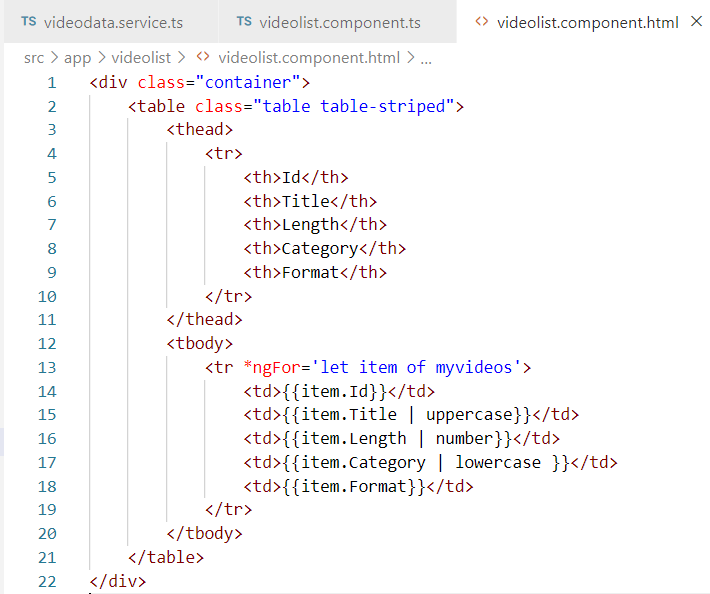 TS videodata.service.ts TS videolist.component.ts <> videolist.component.html ×
src > app > videolist > <> videolist.component.html > ...
1 <div class="container">
2 <table class="table table-striped">
3 <thead>
4 <tr>
5 <th>Id</th>
6 <th>Title</th>
7 <th>Length</th>
8 <th>Category</th>
9 <th>Format</th>
10 </tr>
11 </thead>
12 <tbody>
13 <tr *ngFor='let item of myvideos'>
14 <td>{{item.Id}}</td>
15 <td>{{item.Title | uppercase}}</td>
16 <td>{{item.Length | number}}</td>
17 <td>{{item.Category | lowercase }}</td>
18 <td>{{item.Format}}</td>
19 </tr>
20 </tbody>
21 </table>
22 </div>